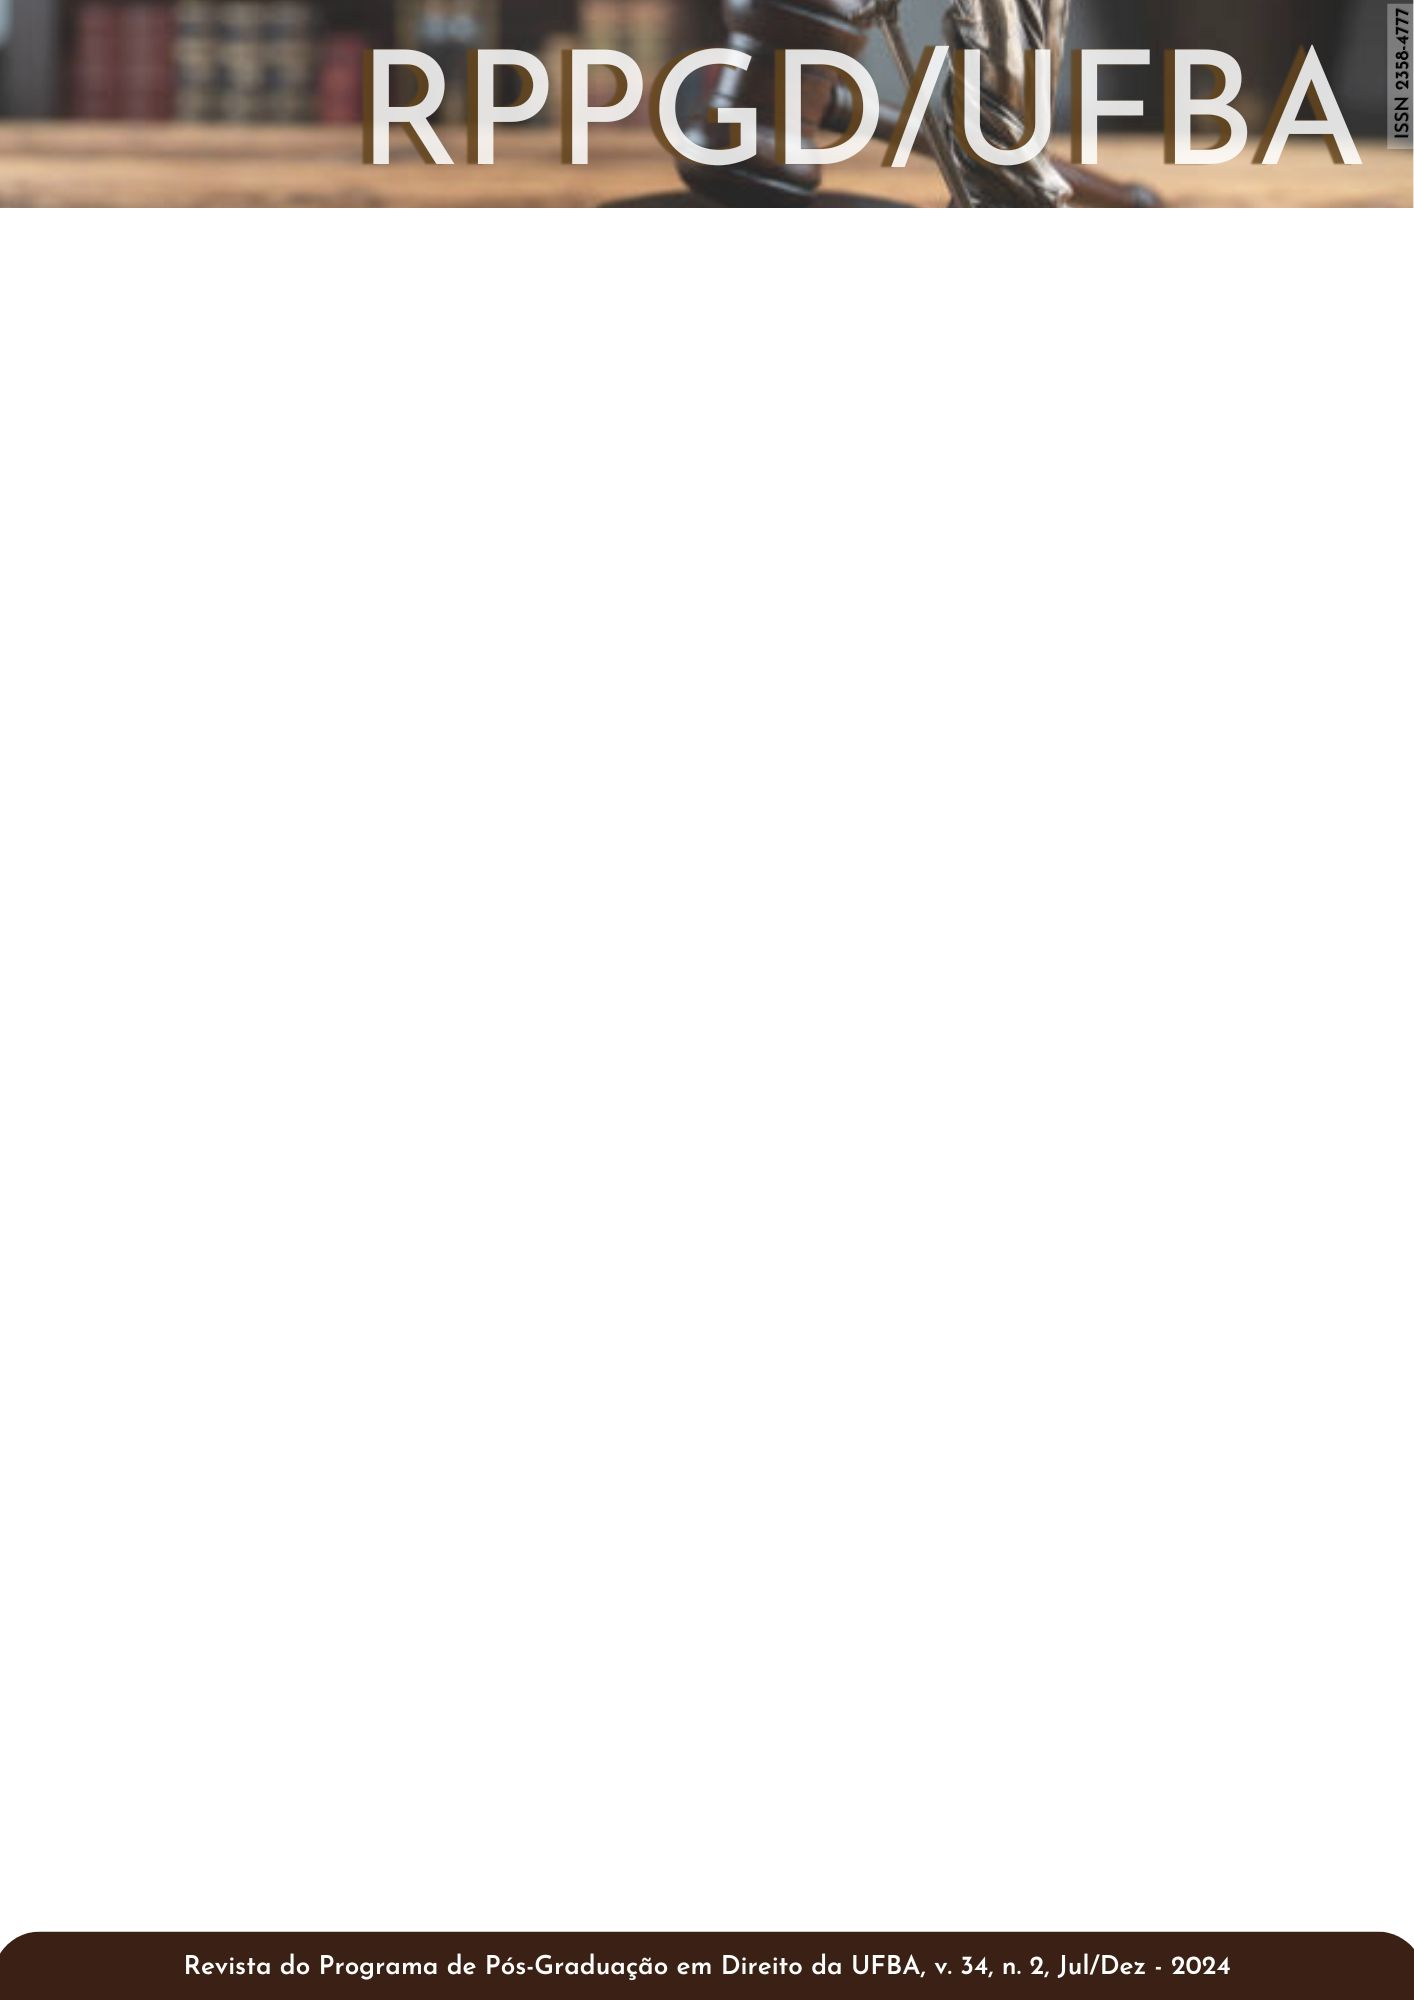 RPPGD/UFBA
ISSN 2358-4777
Revista do Programa de Pós-Graduação em Direito da UFBA, v. 34, n. 2, Jul/Dez - 2024